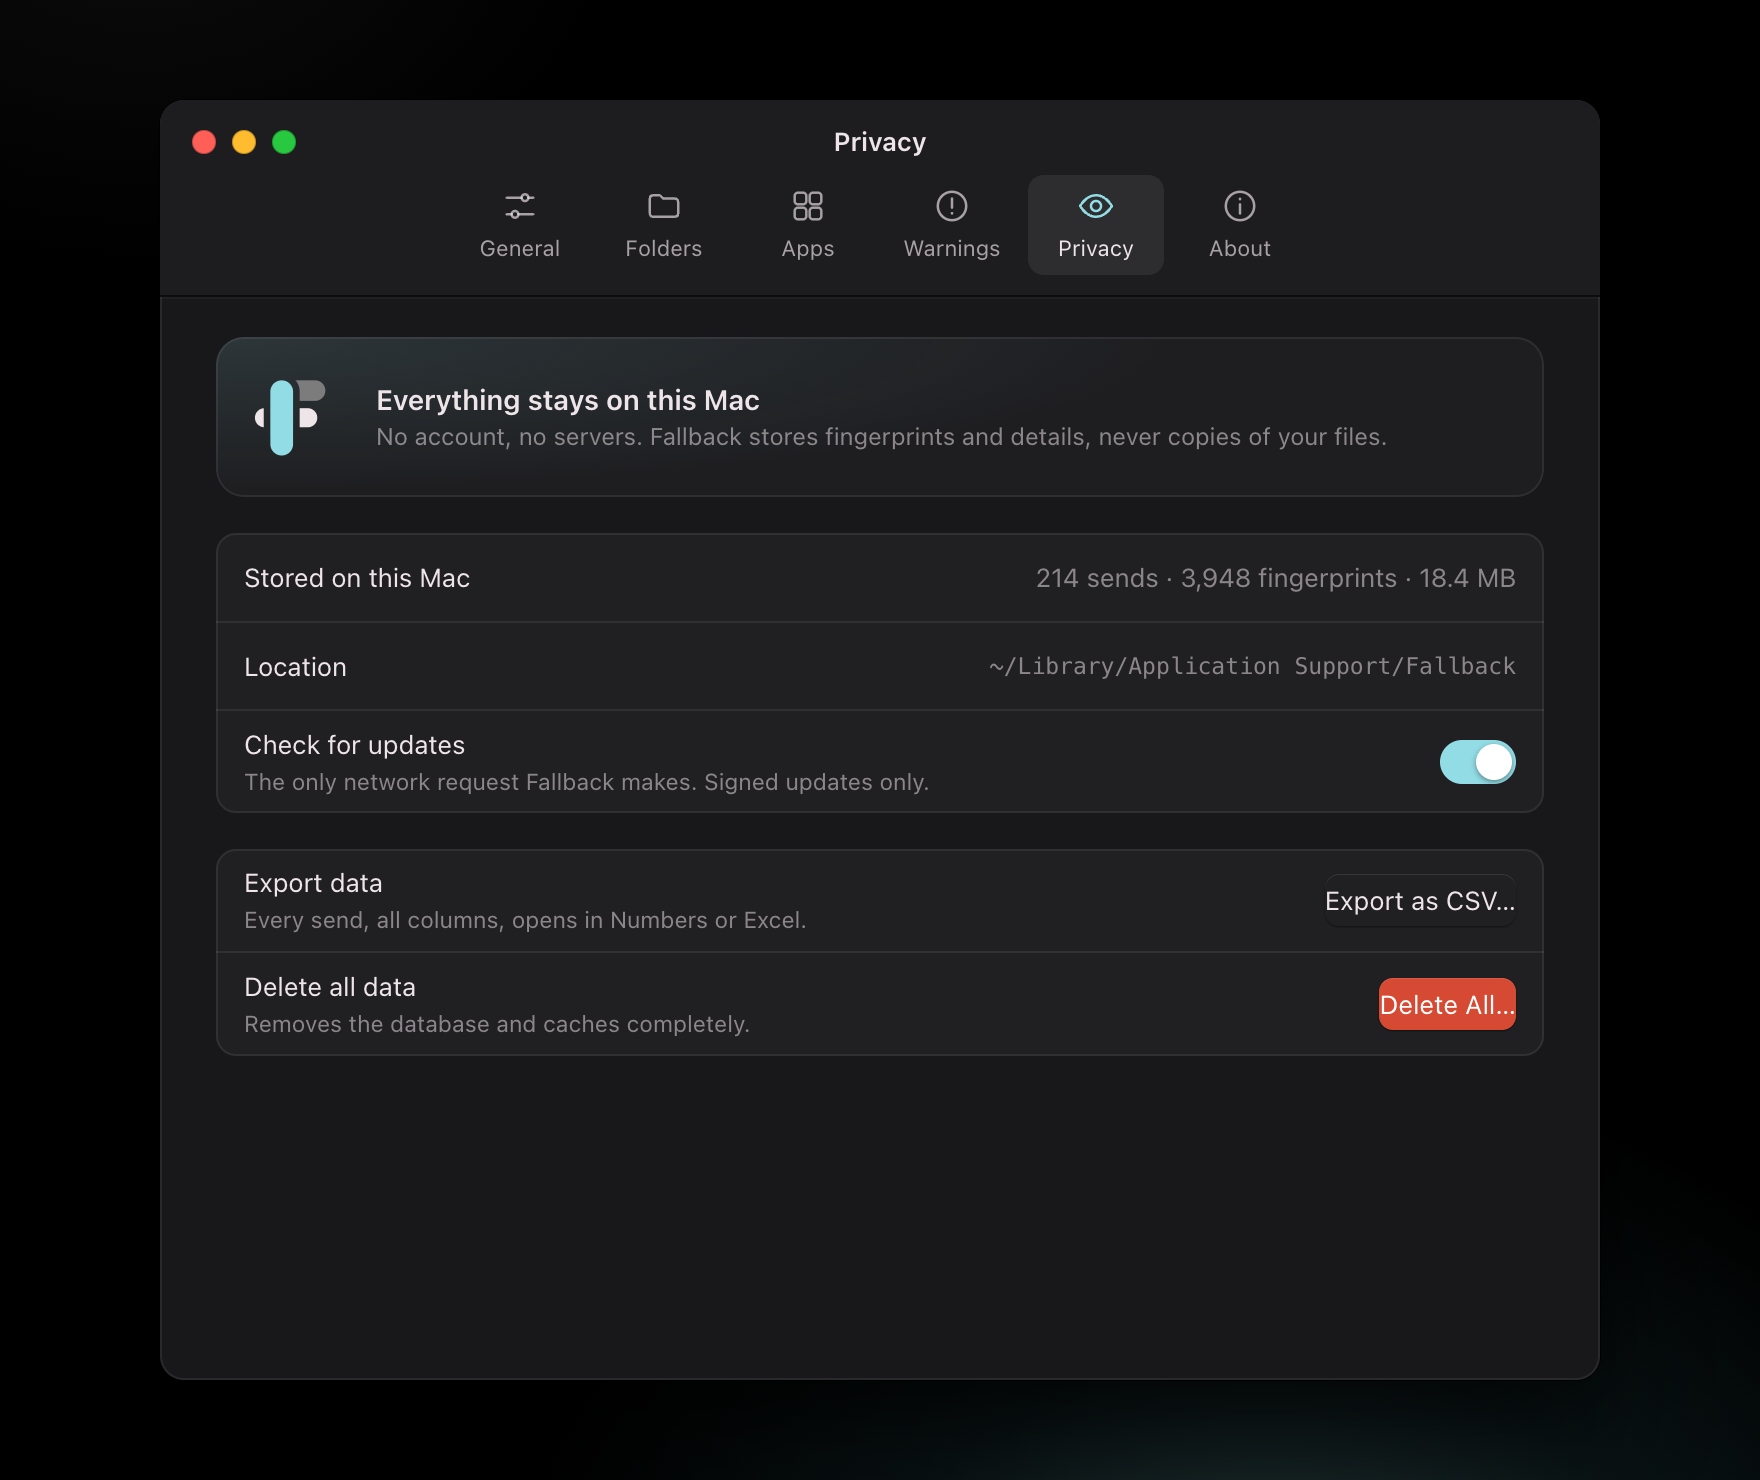 Privacy
General
Folders
Apps
Warnings
Privacy
About
Everything stays on this Mac
No account, no servers. Fallback stores fingerprints and details, never copies of your files.
Stored on this Mac
214 sends · 3,948 fingerprints · 18.4 MB
Location
~/Library/Application Support/Fallback
Check for updates
The only network request Fallback makes. Signed updates only.
Export data
Every send, all columns, opens in Numbers or Excel.
Export as CSV...
Delete all data
Removes the database and caches completely.
Delete All...